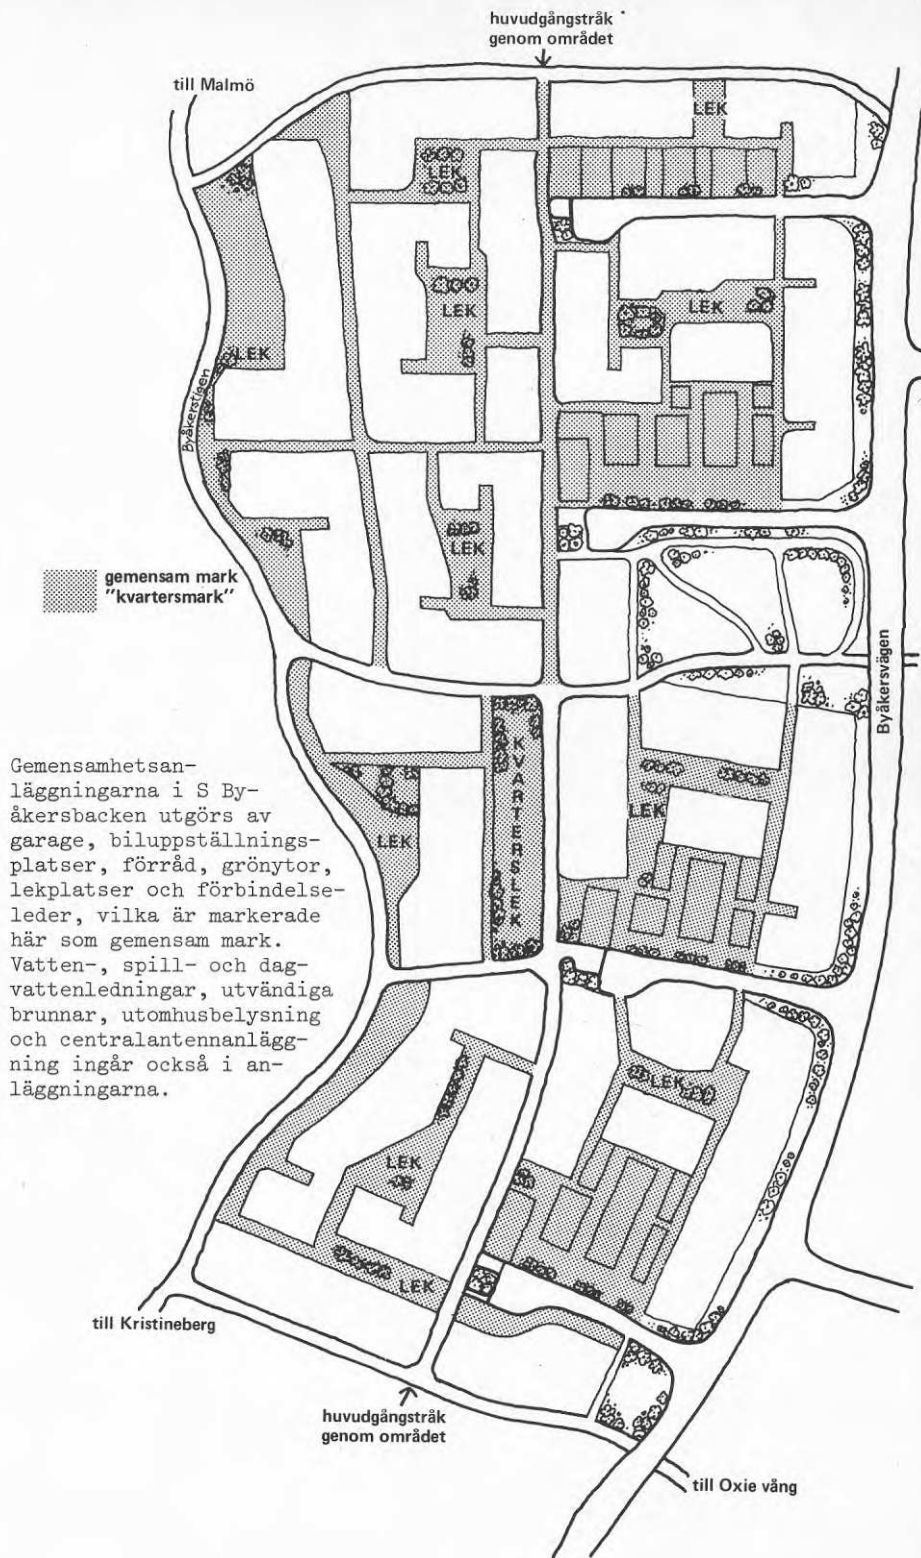 huvudgångstråk
genom området
till Malmö
LEK
LEK
LEK
LEK
LEK
Byåkerstigen
LEK
gemensam mark
"kvartersmark"
Byåkersvägen
KVARTERSLEK
Gemensamhetsan-
läggningarna i S By-
åkersbacken utgörs av
garage, biluppställnings-
platser, förråd, grönytor,
lekplatser och förbindelse-
leder, vilka är markerade
här som gemensam mark.
Vatten-, spill- och dag-
vattenledningar, utvändiga
brunnar, utomhusbelysning
och centralantennanlägg-
ning ingår också i an-
läggningarna.
LEK
LEK
LEK
LEK
LEK
till Kristineberg
huvudgångstråk
genom området
till Oxie vång